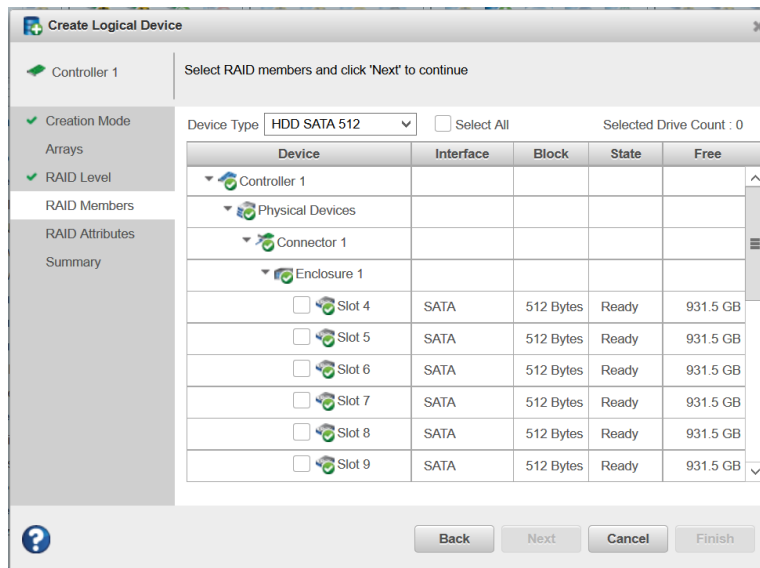 Create Logical Device
Controller 1
Select RAID members and click 'Next' to continue
Creation Mode
Arrays
RAID Level
RAID Members
RAID Attributes
Summary
Device Type HDD SATA 512 Select All Selected Drive Count : 0
Device Interface Block State Free
Controller 1
Physical Devices
Connector 1
Enclosure 1
Slot 4 SATA 512 Bytes Ready 931.5 GB
Slot 5 SATA 512 Bytes Ready 931.5 GB
Slot 6 SATA 512 Bytes Ready 931.5 GB
Slot 7 SATA 512 Bytes Ready 931.5 GB
Slot 8 SATA 512 Bytes Ready 931.5 GB
Slot 9 SATA 512 Bytes Ready 931.5 GB
? Back Next Cancel Finish